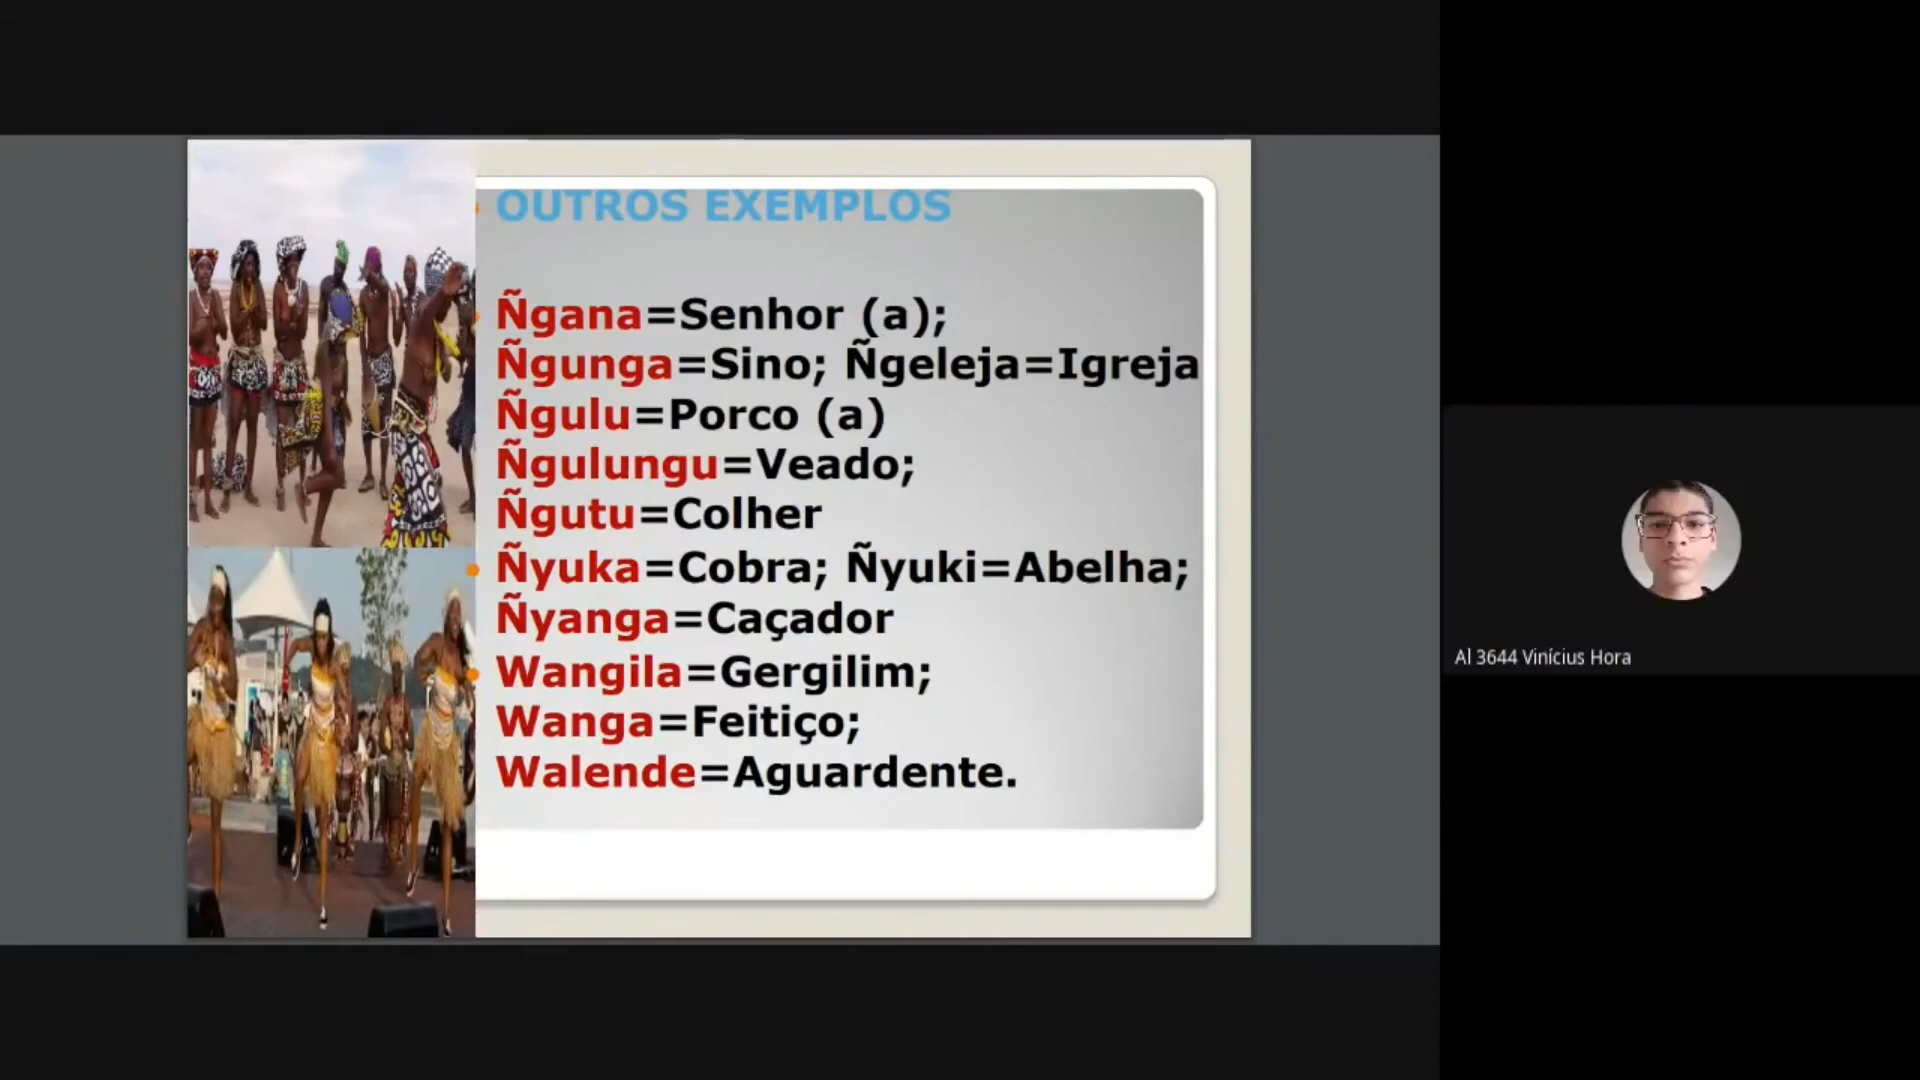 OUTROS EXEMPLOS
Ñgana=Senhor (a);
Ñgunga=Sino; Ñgeleja=Igreja
Ñgulu=Porco (a)
Ñgulungu=Veado;
Ñgutu=Colher
Ñyuka=Cobra; Ñyuki=Abelha;
Ñyanga=Caçador
Wangila=Gergilim;
Wanga=Feitiço;
Walende=Aguardente.
Al 3644 Vinícius Hora